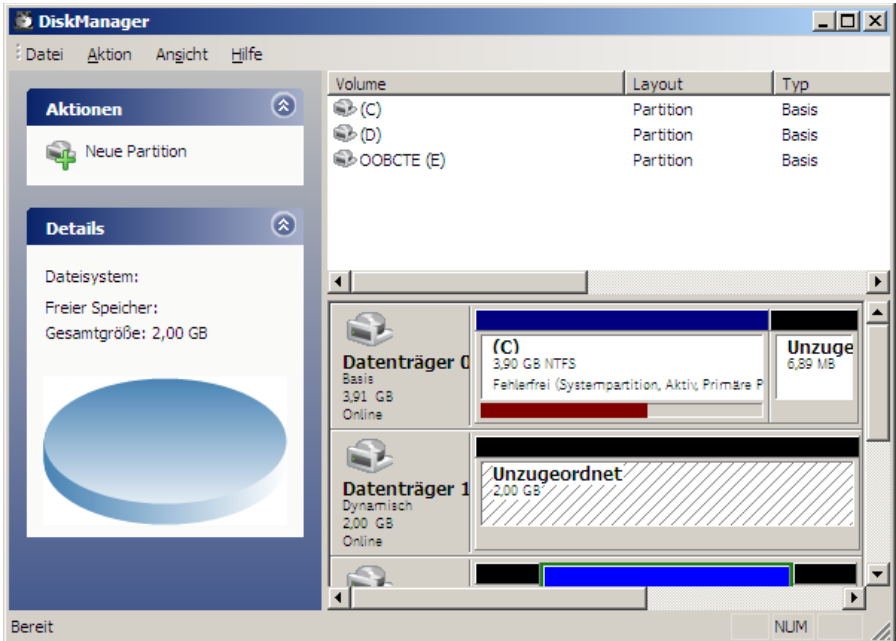 DiskManager
Datei Aktion Ansicht Hilfe
Aktionen
Neue Partition
Details
Dateisystem:
Freier Speicher:
Gesamtgröße: 2,00 GB
Volume Layout Typ
(C) Partition Basis
(D) Partition Basis
OOBCTE (E) Partition Basis
Datenträger 0
Basis
3,91 GB
Online
(C)
3,90 GB NTFS
Fehlerfrei (Systempartition, Aktiv, Primäre P
Unzuge
6,89 MB
Datenträger 1
Dynamisch
2,00 GB
Online
Unzugeordnet
2,00 GB
Bereit
NUM